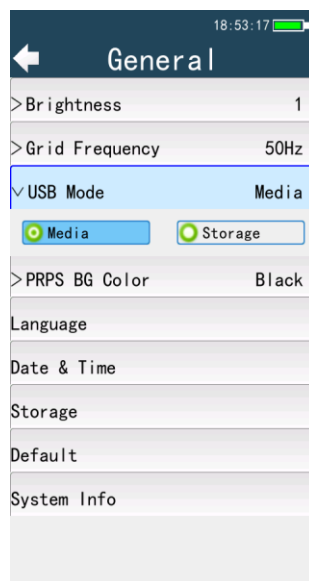 18:53:17
General
>Brightness 1
>Grid Frequency 50Hz
∨USB Mode Media
Media Storage
>PRPS BG Color Black
Language
Date & Time
Storage
Default
System Info